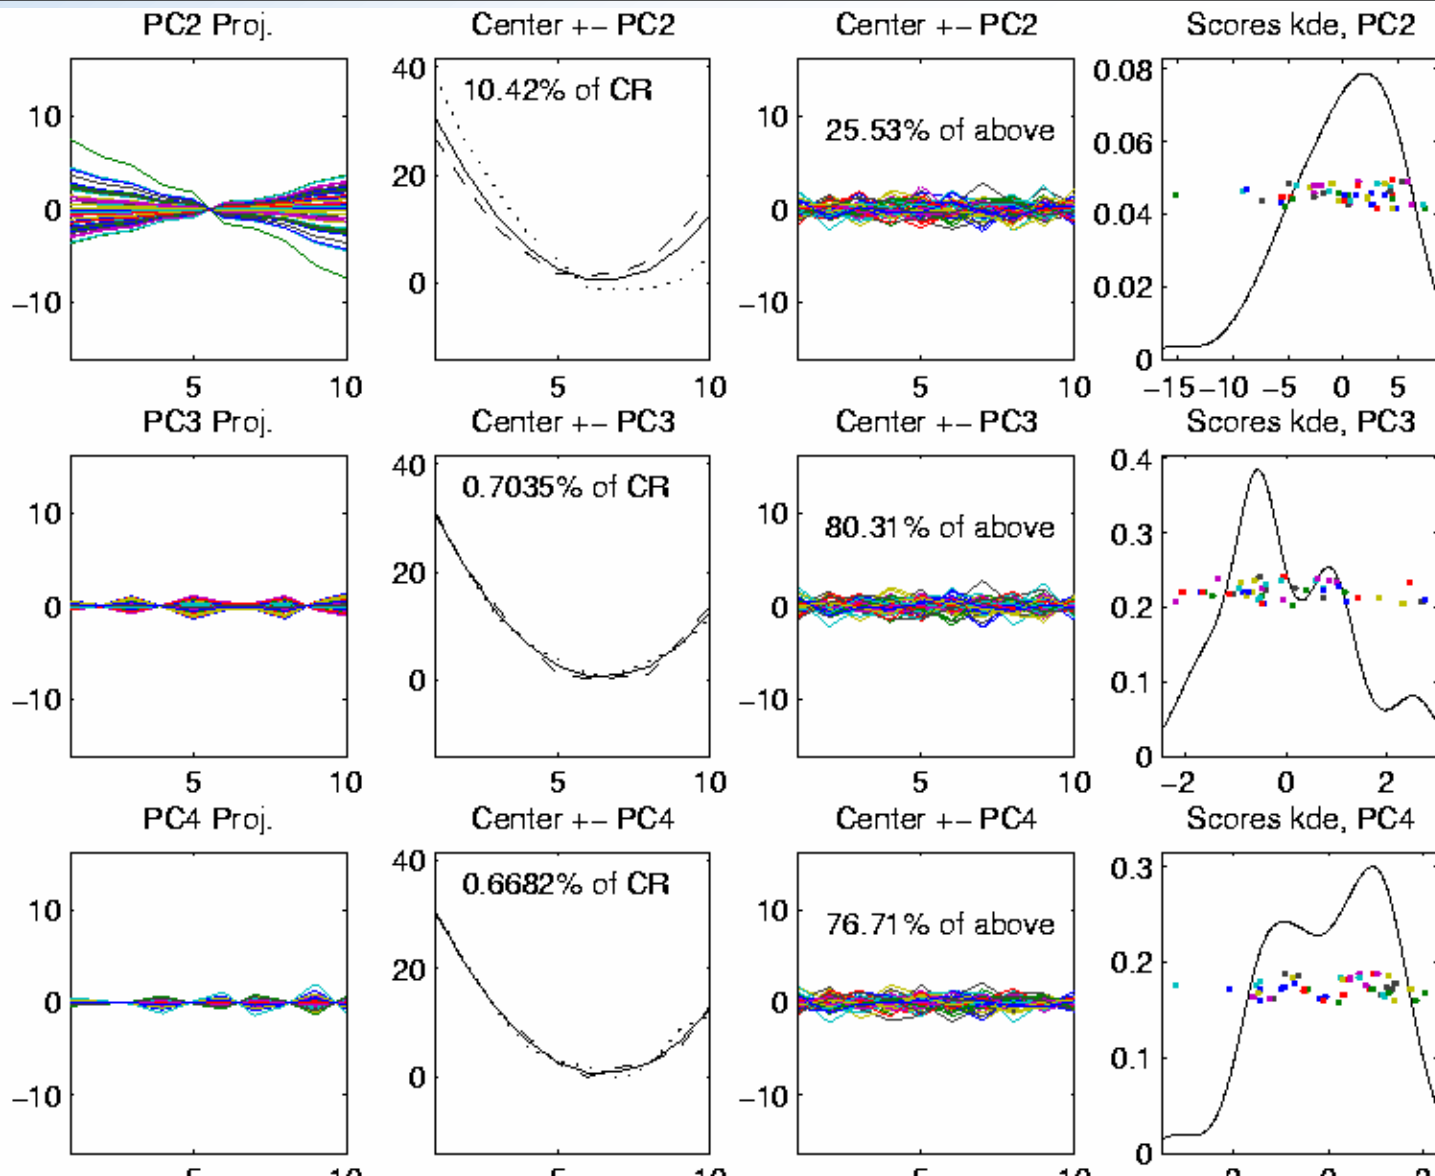 PC2 Proj. Center +− PC2 Center +− PC2 Scores kde, PC2
10 0 −10 5 10
40 20 0 5 10
10.42% of CR
10 0 −10 5 10
25.53% of above
0.08 0.06 0.04 0.02 0 −15 −10 −5 0 5
PC3 Proj. Center +− PC3 Center +− PC3 Scores kde, PC3
10 0 −10 5 10
40 20 0 5 10
0.7035% of CR
10 0 −10 5 10
80.31% of above
0.4 0.3 0.2 0.1 0 −2 0 2
PC4 Proj. Center +− PC4 Center +− PC4 Scores kde, PC4
10 0 −10
40 20 0
0.6682% of CR
10 0 −10
76.71% of above
0.3 0.2 0.1 0